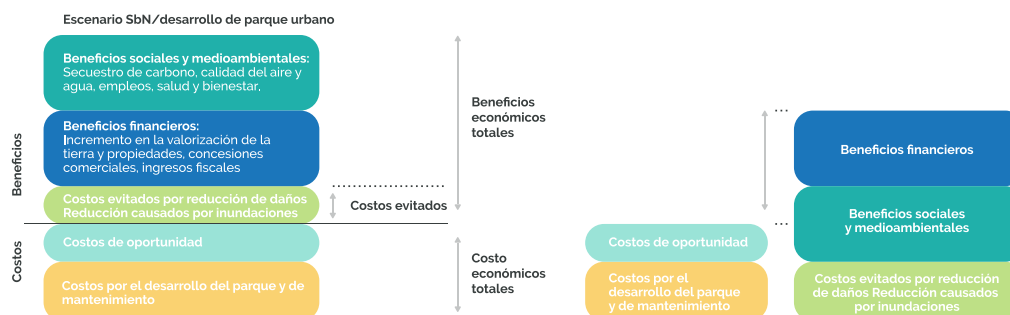 Escenario SbN/desarrollo de parque urbano
Beneficios
Beneficios sociales y medioambientales:
Secuestro de carbono, calidad del aire y
agua, empleos, salud y bienestar.
Beneficios financieros:
Incremento en la valorización de la
tierra y propiedades, concesiones
comerciales, ingresos fiscales
Costos evitados por reducción de daños
Reducción causados por inundaciones
Costos evitados
Beneficios
económicos
totales
Costos
Costos de oportunidad
Costos por el desarrollo del parque y de
mantenimiento
Costo
económicos
totales
Costos de oportunidad
Costos por el
desarrollo del parque
y de mantenimiento
Beneficios financieros
Beneficios sociales
y medioambientales
Costos evitados por reducción
de daños Reducción causados
por inundaciones